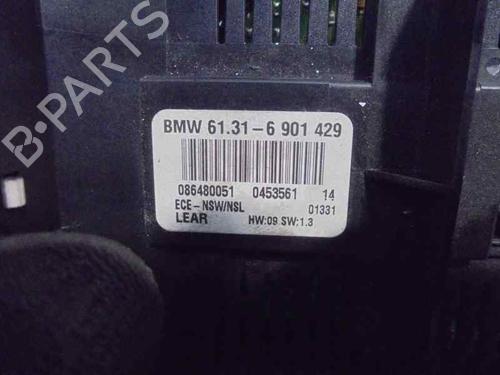 B-PARTS
BMW 61.31-6 901 429
086480051 0453561 14
ECE-NSW/NSL 01331
LEAR HW:09 SW:1.3